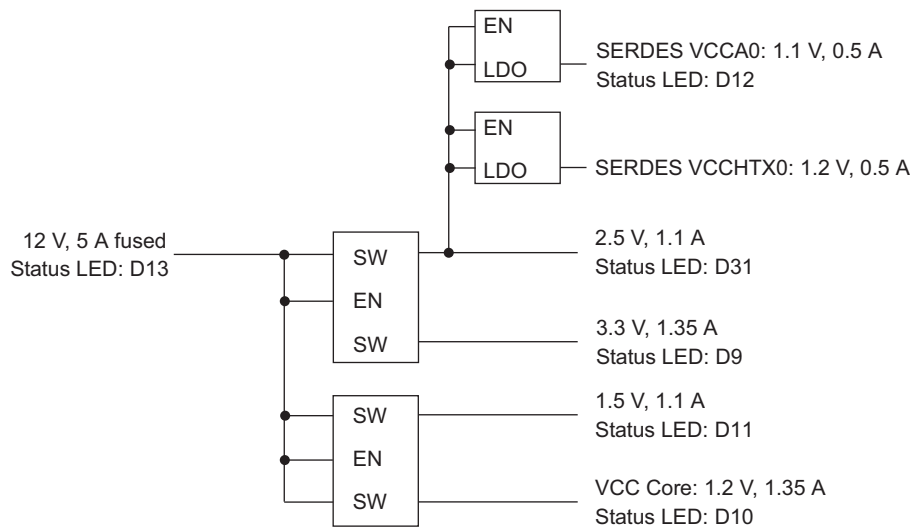 EN
LDO
SERDES VCCA0: 1.1 V, 0.5 A
Status LED: D12
EN
LDO
SERDES VCCHTX0: 1.2 V, 0.5 A
12 V, 5 A fused
Status LED: D13
SW
EN
SW
2.5 V, 1.1 A
Status LED: D31
3.3 V, 1.35 A
Status LED: D9
SW
EN
SW
1.5 V, 1.1 A
Status LED: D11
VCC Core: 1.2 V, 1.35 A
Status LED: D10